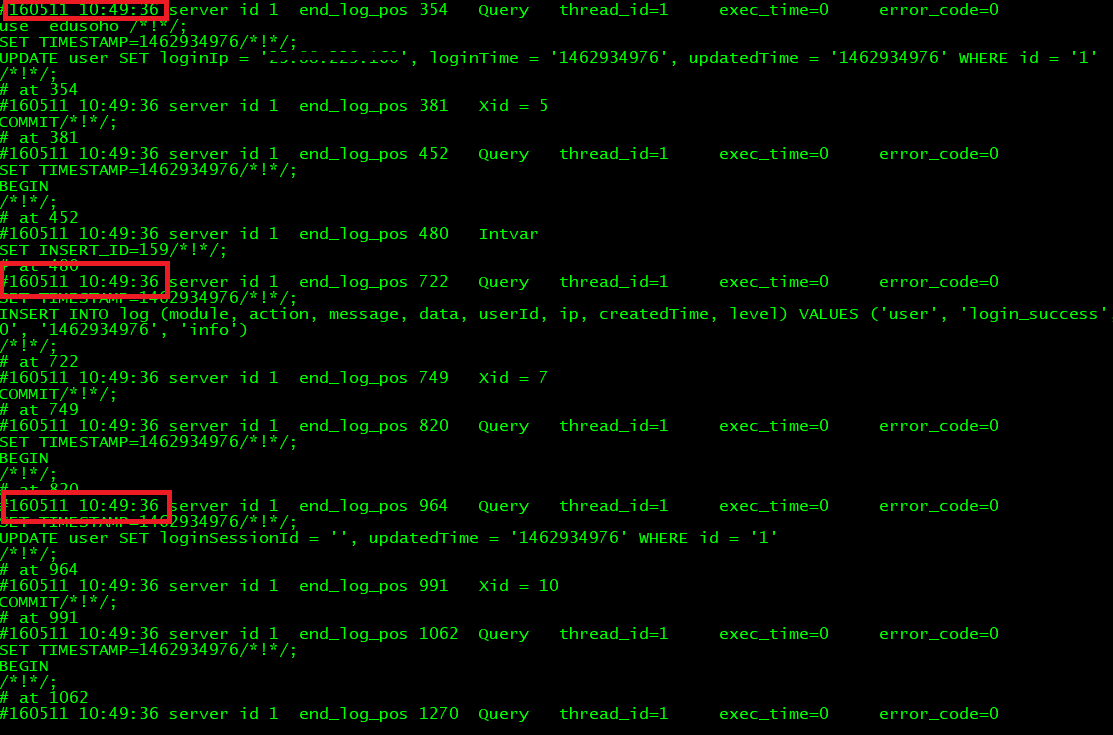 #160511 10:49:36 server id 1  end_log_pos 354   Query   thread_id=1     exec_time=0     error_code=0
use  edusoho /*!*/;
SET TIMESTAMP=1462934976/*!*/;
UPDATE user SET loginIp = ' ', loginTime = '1462934976', updatedTime = '1462934976' WHERE id = '1'
/*!*/;
# at 354
#160511 10:49:36 server id 1  end_log_pos 381   Xid = 5
COMMIT/*!*/;
# at 381
#160511 10:49:36 server id 1  end_log_pos 452   Query   thread_id=1     exec_time=0     error_code=0
SET TIMESTAMP=1462934976/*!*/;
BEGIN
/*!*/;
# at 452
#160511 10:49:36 server id 1  end_log_pos 480   Intvar
SET INSERT_ID=159/*!*/;
# at 480
#160511 10:49:36 server id 1  end_log_pos 722   Query   thread_id=1     exec_time=0     error_code=0
SET TIMESTAMP=1462934976/*!*/;
INSERT INTO log (module, action, message, data, userId, ip, createdTime, level) VALUES ('user', 'login_success'
0', '1462934976', 'info')
/*!*/;
# at 722
#160511 10:49:36 server id 1  end_log_pos 749   Xid = 7
COMMIT/*!*/;
# at 749
#160511 10:49:36 server id 1  end_log_pos 820   Query   thread_id=1     exec_time=0     error_code=0
SET TIMESTAMP=1462934976/*!*/;
BEGIN
/*!*/;
# at 820
#160511 10:49:36 server id 1  end_log_pos 964   Query   thread_id=1     exec_time=0     error_code=0
SET TIMESTAMP=1462934976/*!*/;
UPDATE user SET loginSessionId = '', updatedTime = '1462934976' WHERE id = '1'
/*!*/;
# at 964
#160511 10:49:36 server id 1  end_log_pos 991   Xid = 10
COMMIT/*!*/;
# at 991
#160511 10:49:36 server id 1  end_log_pos 1062  Query   thread_id=1     exec_time=0     error_code=0
SET TIMESTAMP=1462934976/*!*/;
BEGIN
/*!*/;
# at 1062
#160511 10:49:36 server id 1  end_log_pos 1270  Query   thread_id=1     exec_time=0     error_code=0